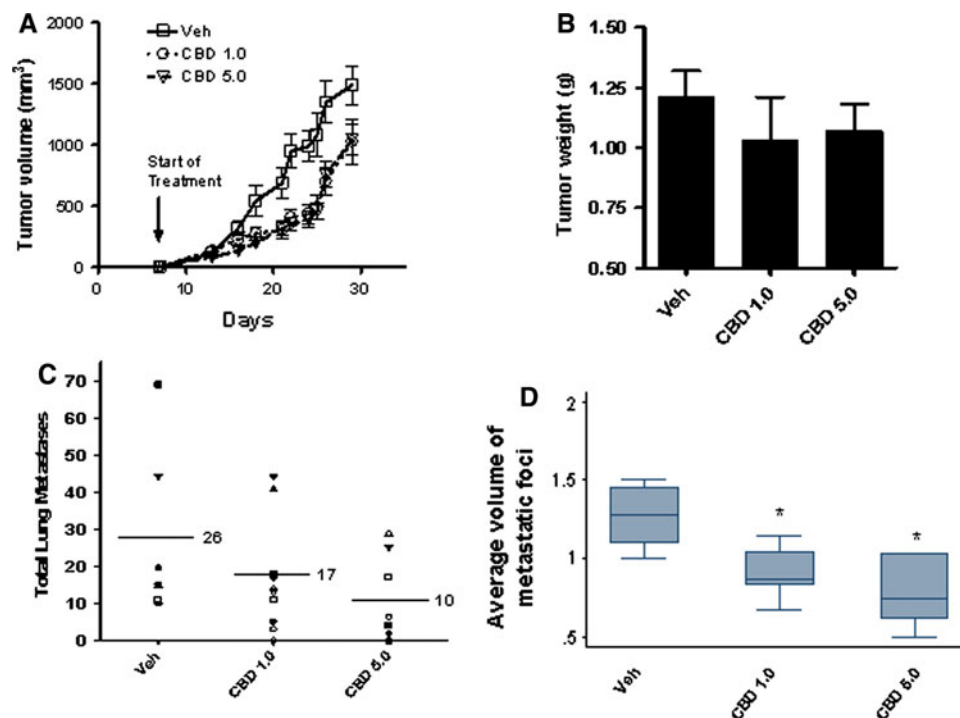 A
Tumor volume (mm³)
2000
1500
1000
500
0
Veh
CBD 1.0
CBD 5.0
Start of
Treatment
0
10
20
30
Days
B
Tumor weight (g)
1.50
1.25
1.00
0.75
0.50
Veh
CBD 1.0
CBD 5.0
C
Total Lung Metastases
70
60
50
40
30
20
10
0
26
17
10
Veh
CBD 1.0
CBD 5.0
D
Average volume of
metastatic foci
2
1.5
1
.5
*
*
Veh
CBD 1.0
CBD 5.0